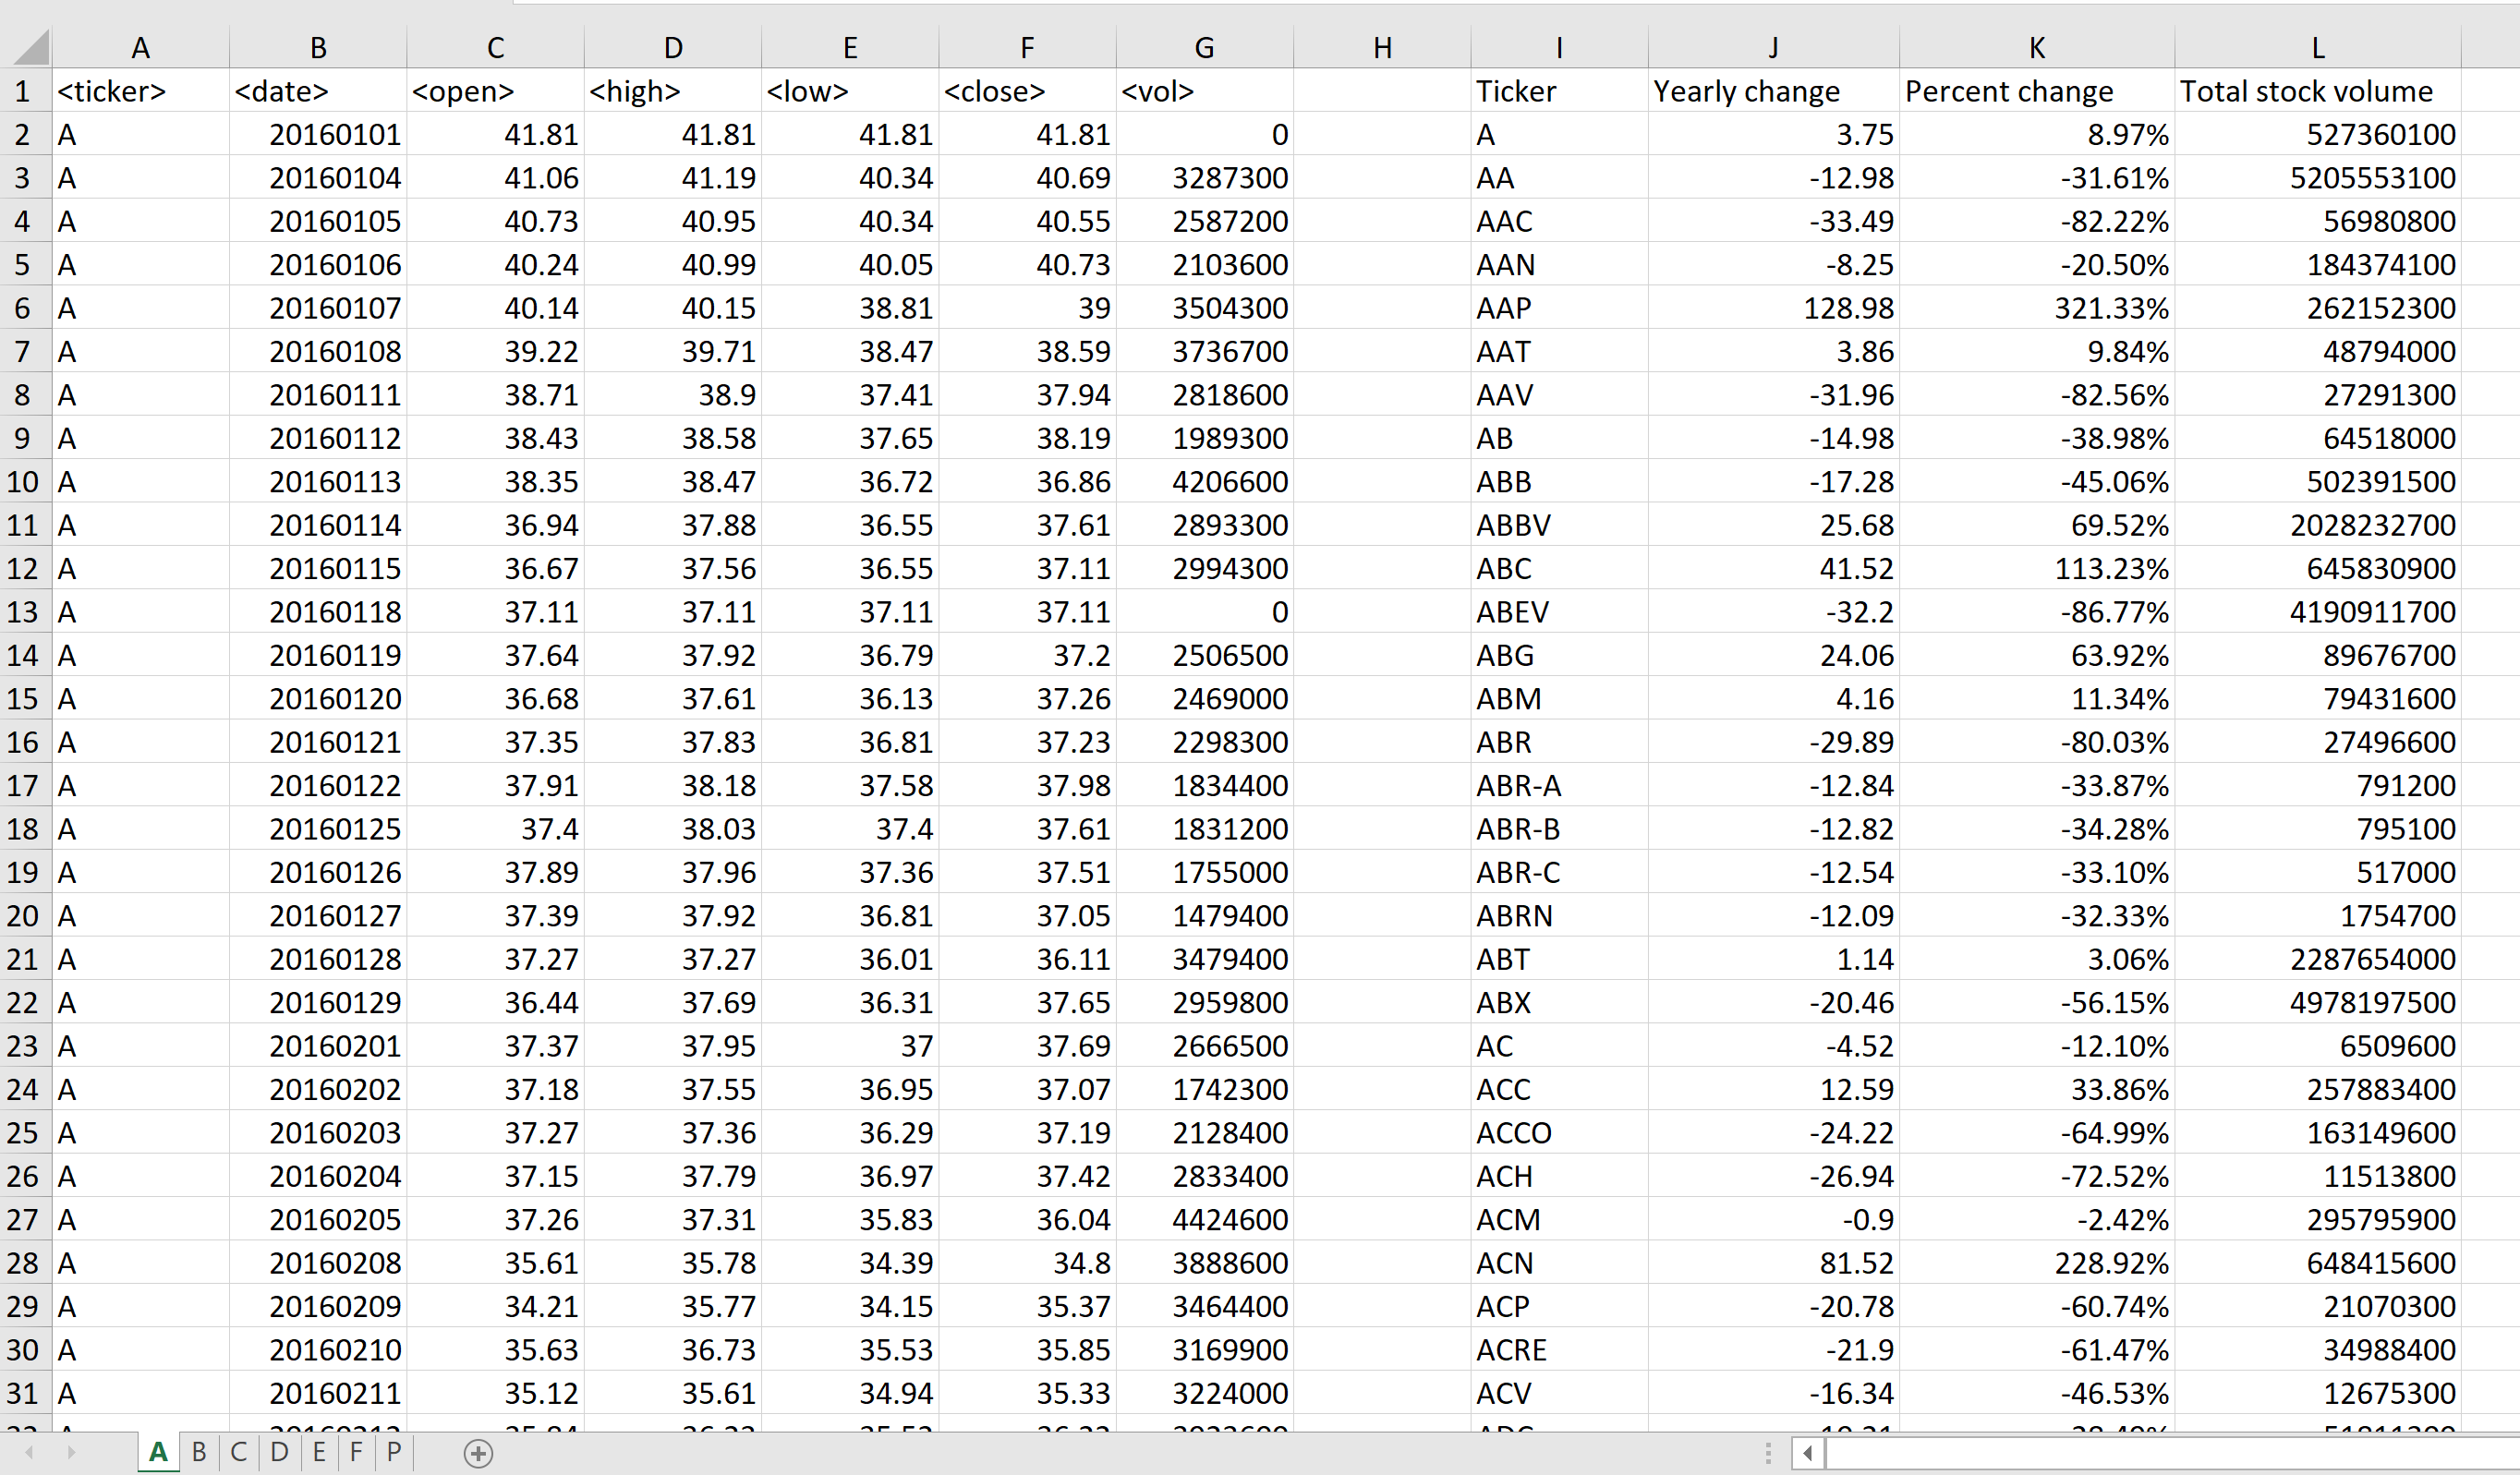 A B C D E F G H I J K L
1 <ticker> <date> <open> <high> <low> <close> <vol> Ticker Yearly change Percent change Total stock volume
2 A 20160101 41.81 41.81 41.81 41.81 0 A 3.75 8.97% 527360100
3 A 20160104 41.06 41.19 40.34 40.69 3287300 AA -12.98 -31.61% 5205553100
4 A 20160105 40.73 40.95 40.34 40.55 2587200 AAC -33.49 -82.22% 56980800
5 A 20160106 40.24 40.99 40.05 40.73 2103600 AAN -8.25 -20.50% 184374100
6 A 20160107 40.14 40.15 38.81 39 3504300 AAP 128.98 321.33% 262152300
7 A 20160108 39.22 39.71 38.47 38.59 3736700 AAT 3.86 9.84% 48794000
8 A 20160111 38.71 38.9 37.41 37.94 2818600 AAV -31.96 -82.56% 27291300
9 A 20160112 38.43 38.58 37.65 38.19 1989300 AB -14.98 -38.98% 64518000
10 A 20160113 38.35 38.47 36.72 36.86 4206600 ABB -17.28 -45.06% 502391500
11 A 20160114 36.94 37.88 36.55 37.61 2893300 ABBV 25.68 69.52% 2028232700
12 A 20160115 36.67 37.56 36.55 37.11 2994300 ABC 41.52 113.23% 645830900
13 A 20160118 37.11 37.11 37.11 37.11 0 ABEV -32.2 -86.77% 4190911700
14 A 20160119 37.64 37.92 36.79 37.2 2506500 ABG 24.06 63.92% 89676700
15 A 20160120 36.68 37.61 36.13 37.26 2469000 ABM 4.16 11.34% 79431600
16 A 20160121 37.35 37.83 36.81 37.23 2298300 ABR -29.89 -80.03% 27496600
17 A 20160122 37.91 38.18 37.58 37.98 1834400 ABR-A -12.84 -33.87% 791200
18 A 20160125 37.4 38.03 37.4 37.61 1831200 ABR-B -12.82 -34.28% 795100
19 A 20160126 37.89 37.96 37.36 37.51 1755000 ABR-C -12.54 -33.10% 517000
20 A 20160127 37.39 37.92 36.81 37.05 1479400 ABRN -12.09 -32.33% 1754700
21 A 20160128 37.27 37.27 36.01 36.11 3479400 ABT 1.14 3.06% 2287654000
22 A 20160129 36.44 37.69 36.31 37.65 2959800 ABX -20.46 -56.15% 4978197500
23 A 20160201 37.37 37.95 37 37.69 2666500 AC -4.52 -12.10% 6509600
24 A 20160202 37.18 37.55 36.95 37.07 1742300 ACC 12.59 33.86% 257883400
25 A 20160203 37.27 37.36 36.29 37.19 2128400 ACCO -24.22 -64.99% 163149600
26 A 20160204 37.15 37.79 36.97 37.42 2833400 ACH -26.94 -72.52% 11513800
27 A 20160205 37.26 37.31 35.83 36.04 4424600 ACM -0.9 -2.42% 295795900
28 A 20160208 35.61 35.78 34.39 34.8 3888600 ACN 81.52 228.92% 648415600
29 A 20160209 34.21 35.77 34.15 35.37 3464400 ACP -20.78 -60.74% 21070300
30 A 20160210 35.63 36.73 35.53 35.85 3169900 ACRE -21.9 -61.47% 34988400
31 A 20160211 35.12 35.61 34.94 35.33 3224000 ACV -16.34 -46.53% 12675300
A B C D E F P